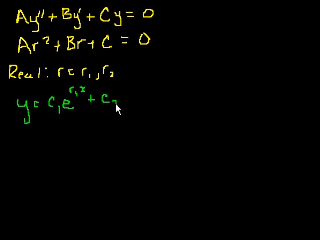 Ay'' + By' + Cy = 0
Ar² + Br + C = 0
Real: r = r₁, r₂
y = c₁e^{r₁x} + c₂